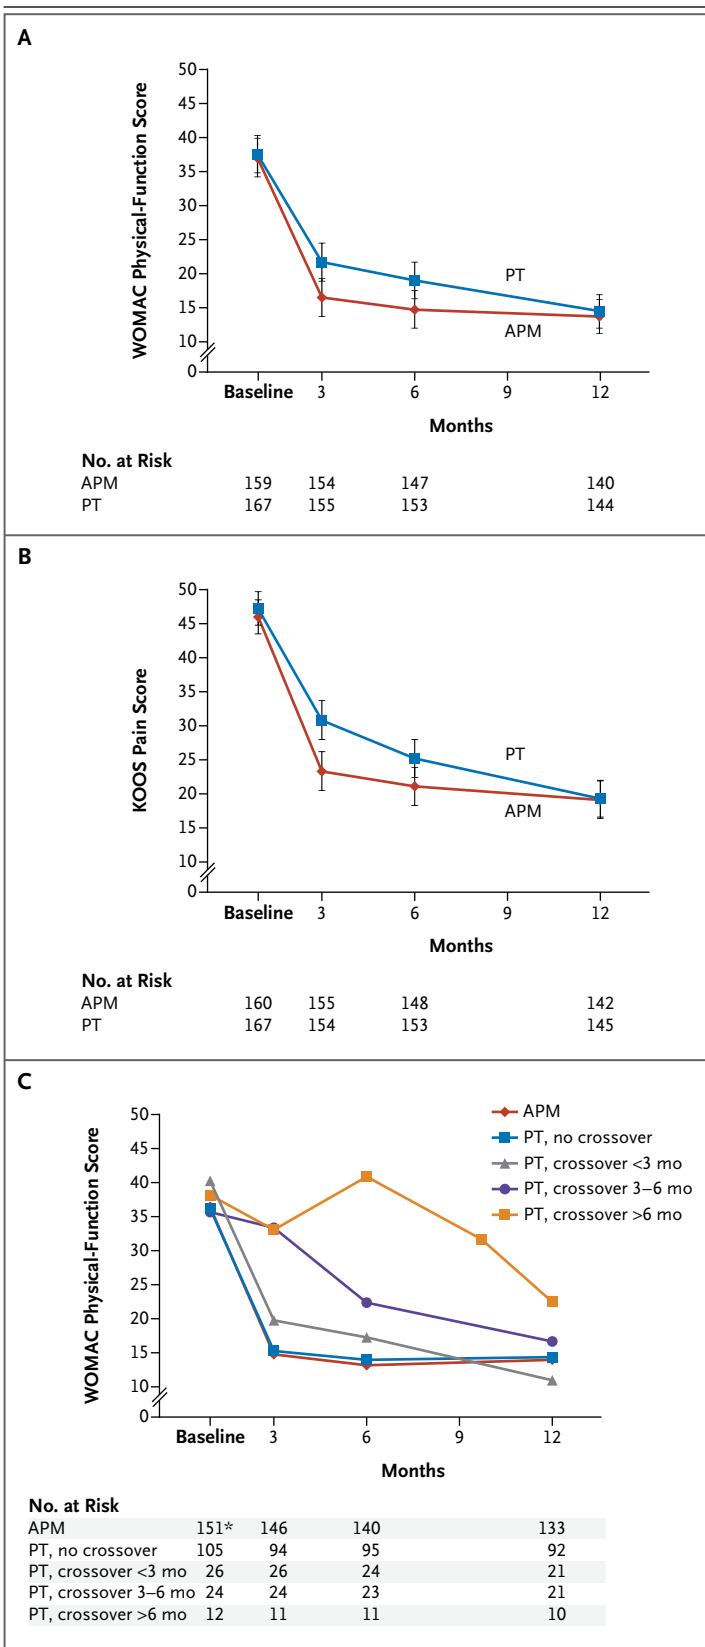 A
50
45
40
35
30
25
20
15
10
0
WOMAC Physical-Function Score
PT
APM
Baseline 3 6 9 12
Months
No. at Risk
APM 159 154 147 140
PT 167 155 153 144
B
50
45
40
35
30
25
20
15
10
0
KOOS Pain Score
PT
APM
Baseline 3 6 9 12
Months
No. at Risk
APM 160 155 148 142
PT 167 154 153 145
C
50
45
40
35
30
25
20
15
10
0
WOMAC Physical-Function Score
APM
PT, no crossover
PT, crossover <3 mo
PT, crossover 3–6 mo
PT, crossover >6 mo
Baseline 3 6 9 12
Months
No. at Risk
APM 151* 146 140 133
PT, no crossover 105 94 95 92
PT, crossover <3 mo 26 26 24 21
PT, crossover 3–6 mo 24 24 23 21
PT, crossover >6 mo 12 11 11 10